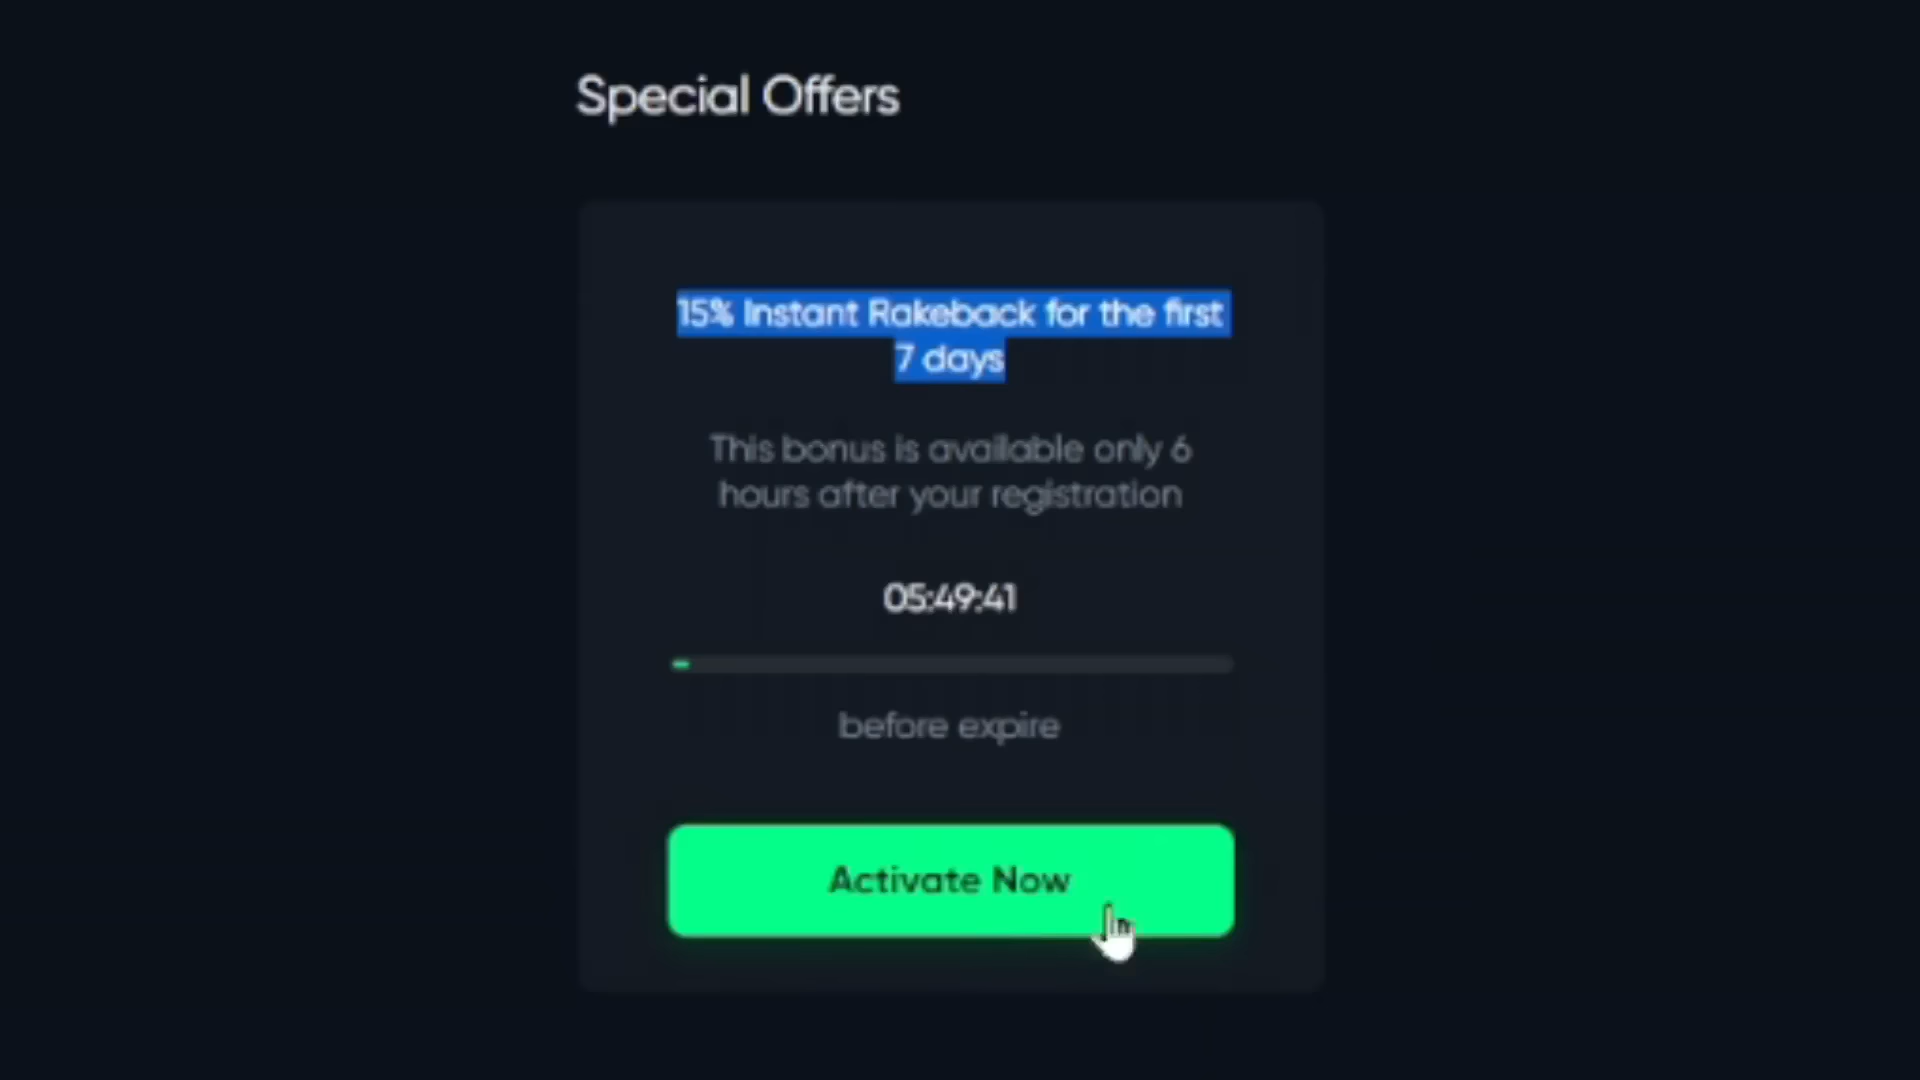 Special Offers
15% Instant Rakeback for the first
7 days
This bonus is available only 6
hours after your registration
05:49:41
before expire
Activate Now